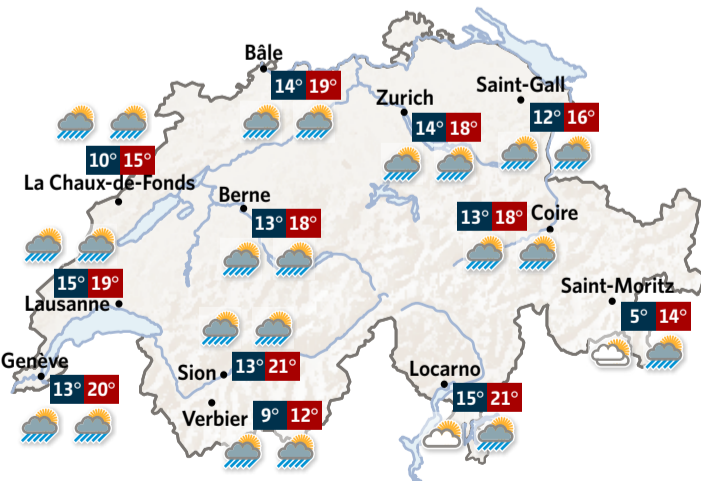 Bâle
14° 19°
Zurich
14° 18°
Saint-Gall
12° 16°
10° 15°
La Chaux-de-Fonds
Berne
13° 18°
13° 18° Coire
15° 19°
Lausanne
Saint-Moritz
5° 14°
Genève
13° 20°
Sion 13° 21°
Verbier 9° 12°
Locarno
15° 21°